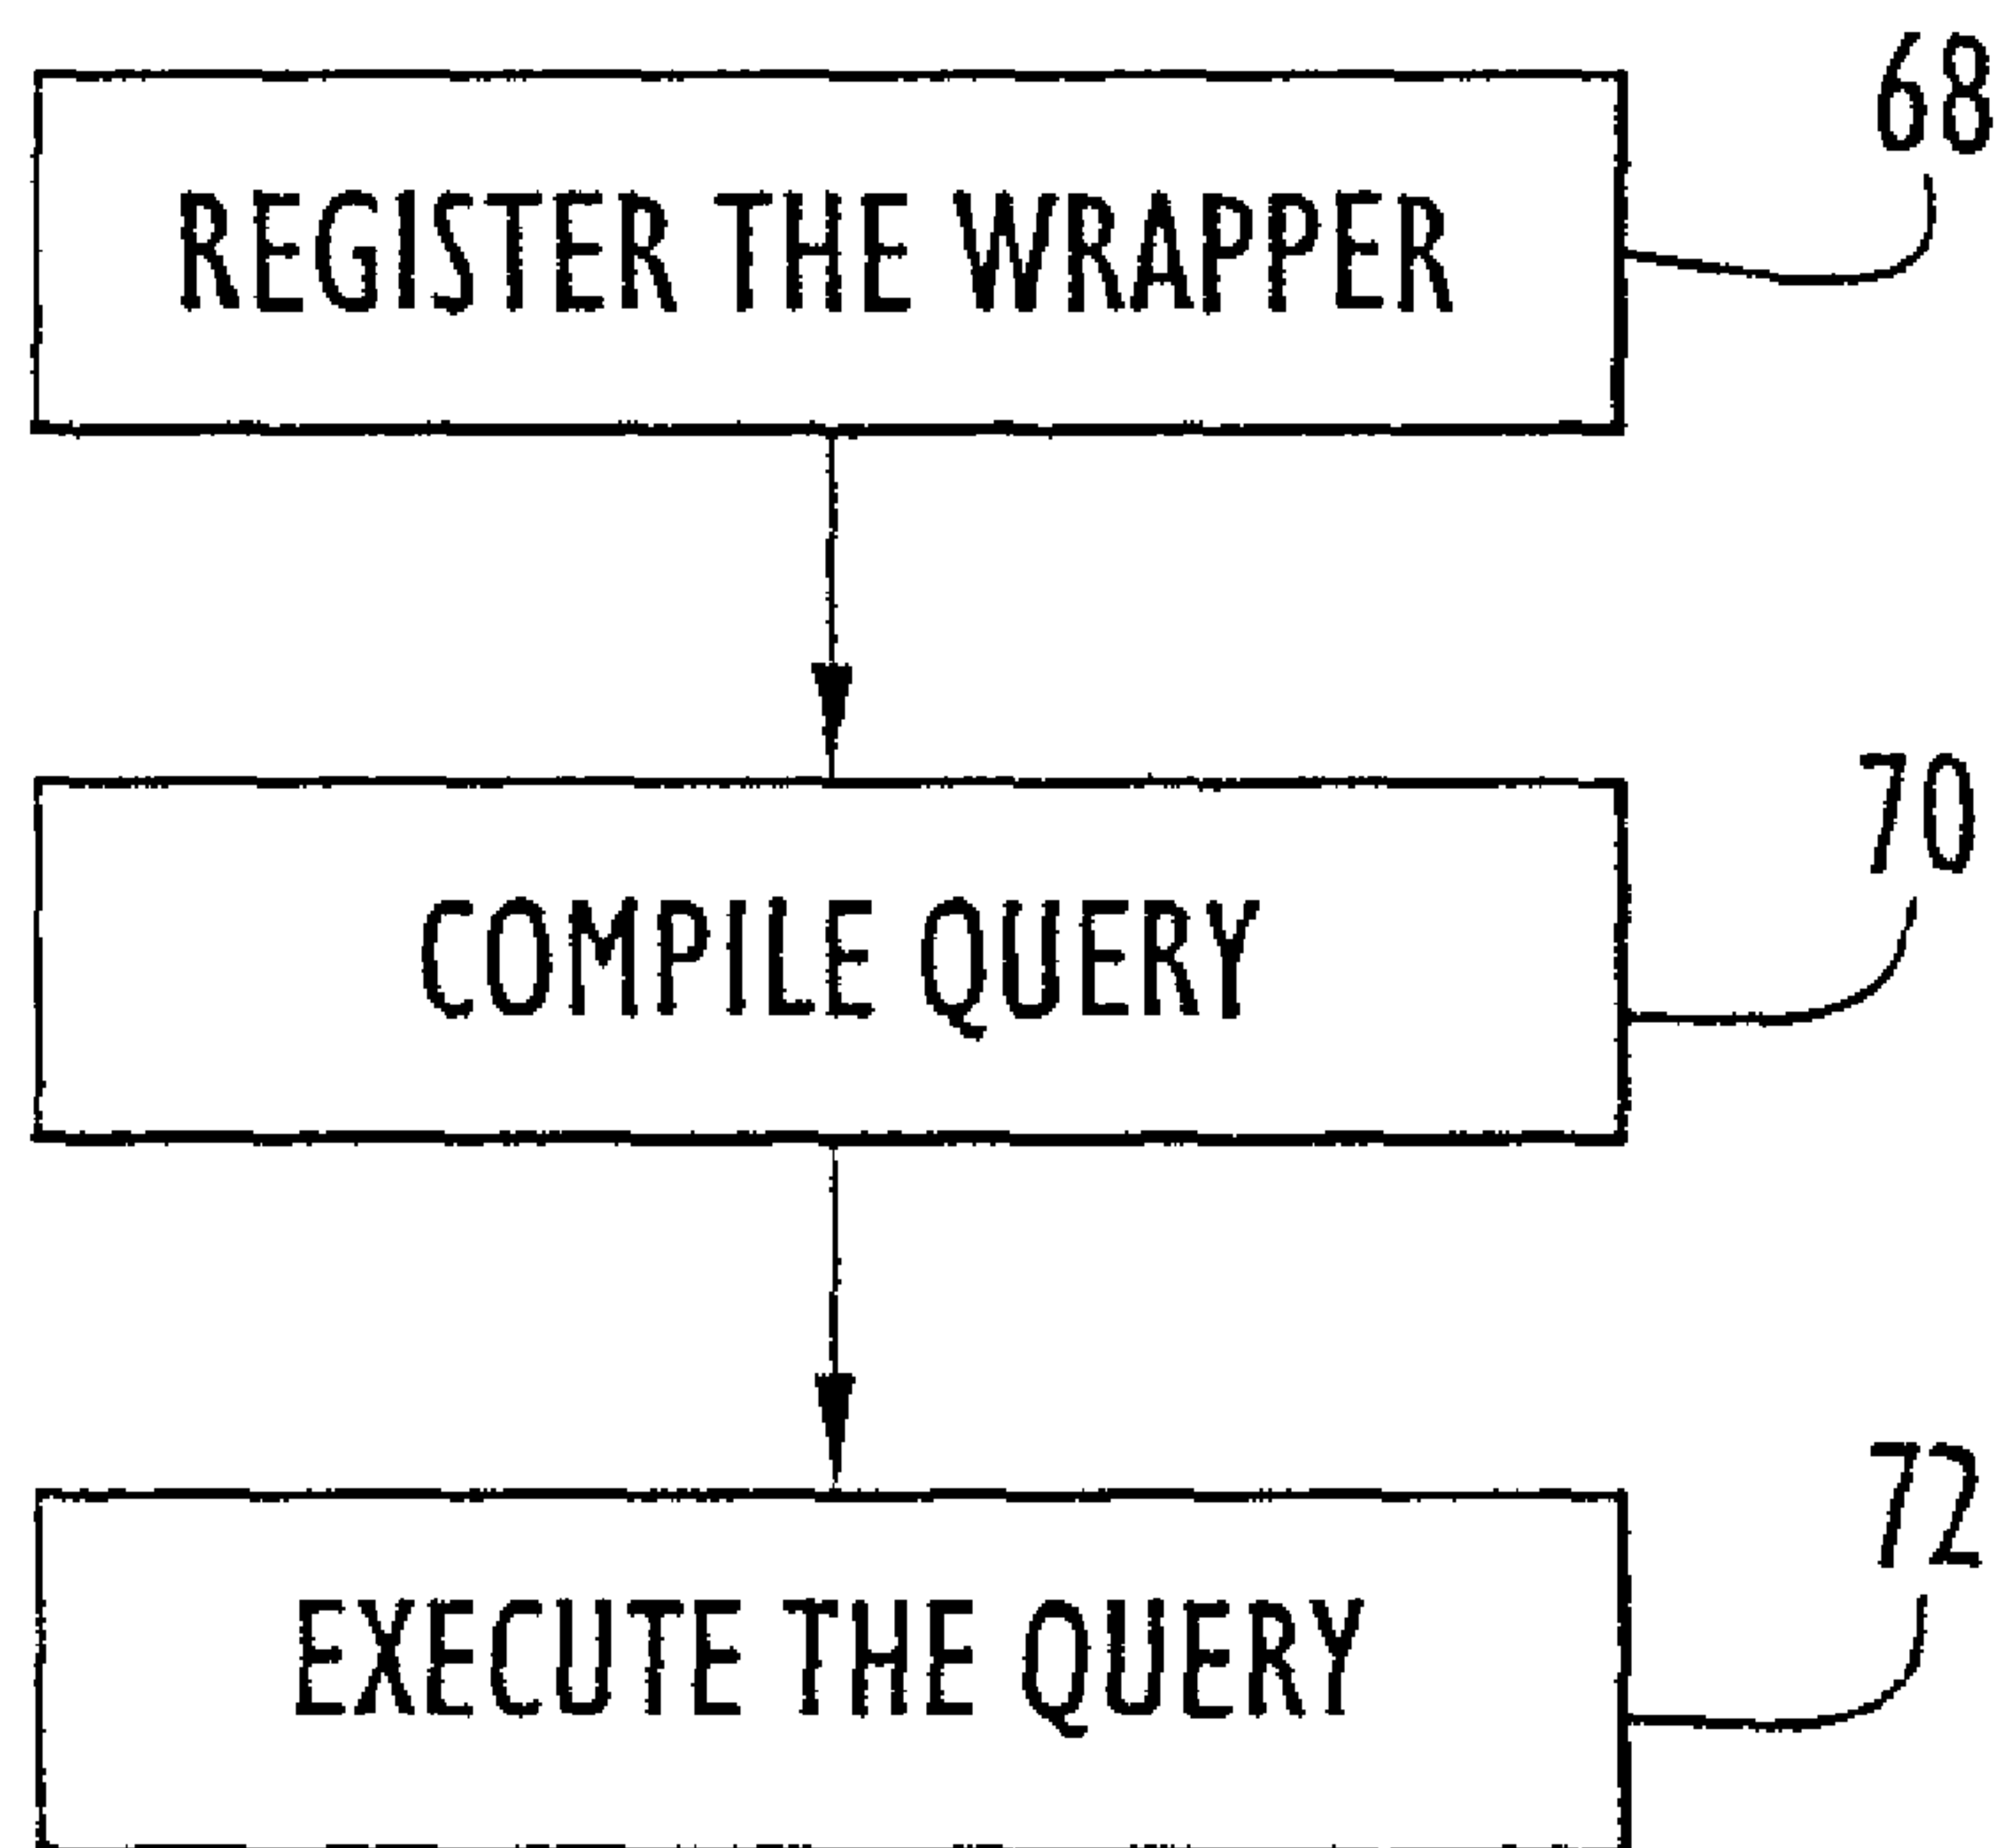 68
REGISTER THE WRAPPER
70
COMPILE QUERY
72
EXECUTE THE QUERY